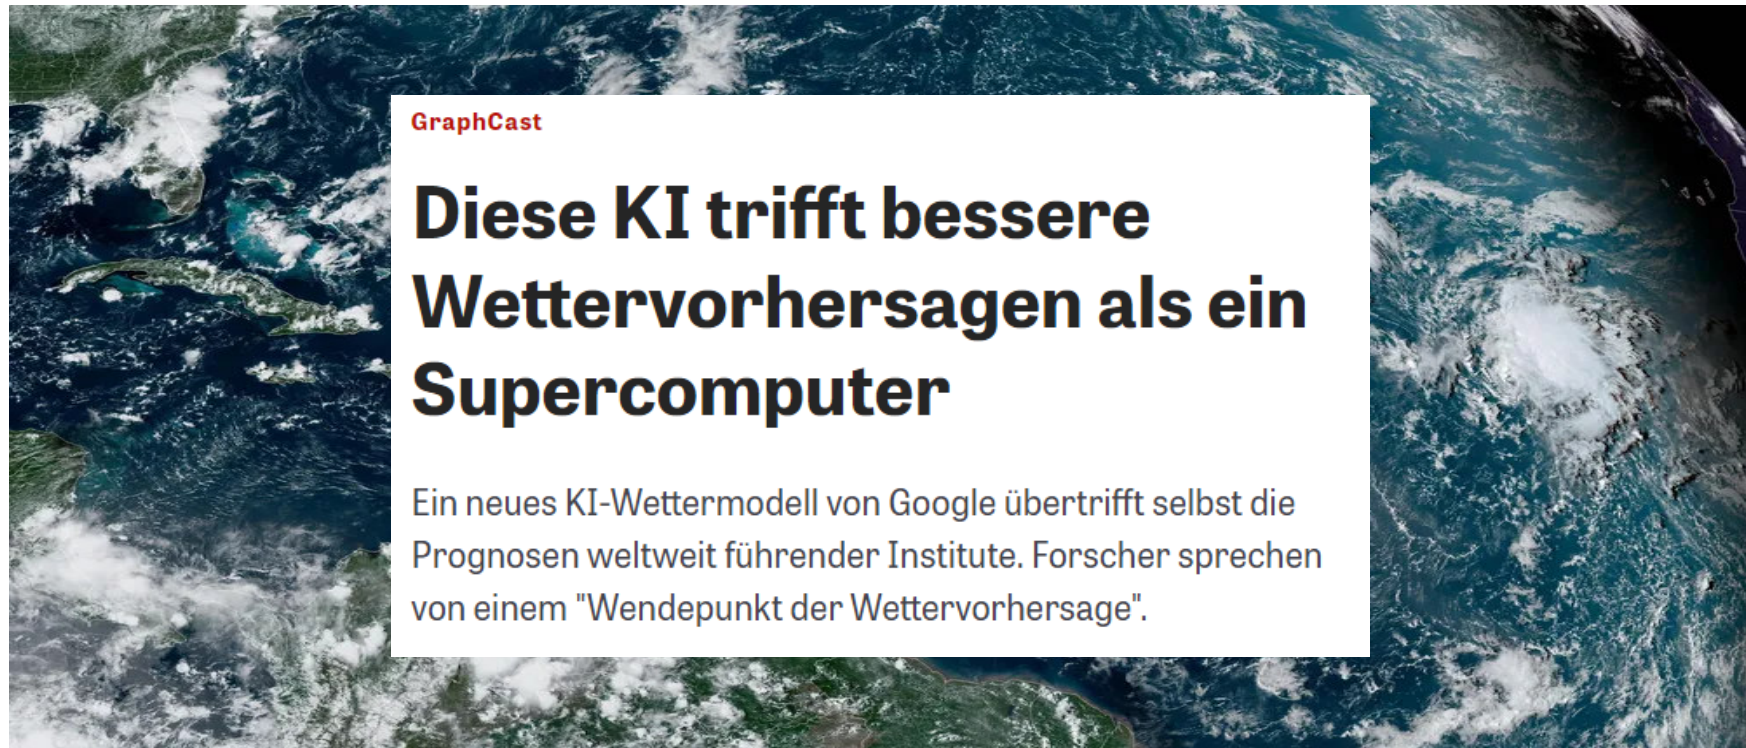 GraphCast
Diese KI trifft bessere
Wettervorhersagen als ein
Supercomputer
Ein neues KI-Wettermodell von Google übertrifft selbst die
Prognosen weltweit führender Institute. Forscher sprechen
von einem "Wendepunkt der Wettervorhersage".